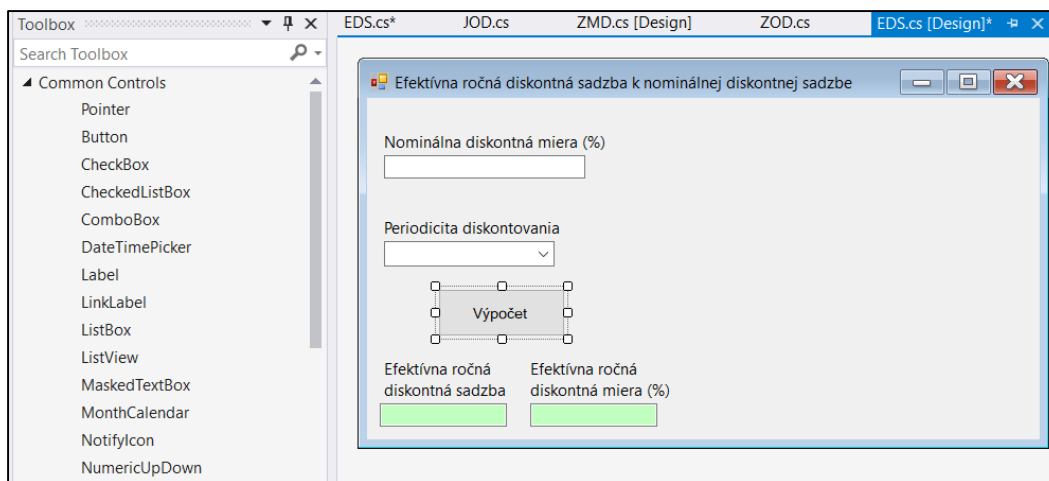 Toolbox
Search Toolbox
Common Controls
Pointer
Button
CheckBox
CheckedListBox
ComboBox
DateTimePicker
Label
LinkLabel
ListBox
ListView
MaskedTextBox
MonthCalendar
NotifyIcon
NumericUpDown
EDS.cs* JOD.cs ZMD.cs [Design] ZOD.cs EDS.cs [Design]*
Efektívna ročná diskontná sadzba k nominálnej diskontnej sadzbe
Nominálna diskontná miera (%)
Periodicita diskontovania
Výpočet
Efektívna ročná
diskontná sadzba
Efektívna ročná
diskontná miera (%)